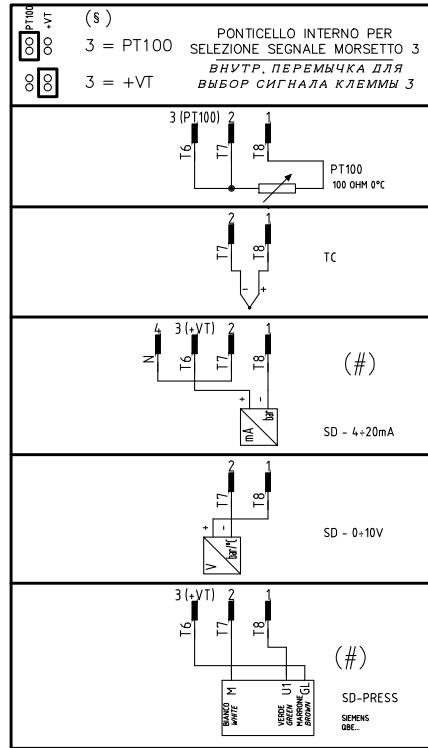 PT100
+VT
(§)
3 = PT100
3 = +VT
PONTICELLO INTERNO PER
SELEZIONE SEGNALE MORSETTO 3
ВНУТР. ПЕРЕМЫЧКА ДЛЯ
ВЫБОР СИГНАЛА КЛЕММЫ 3
3 (PT100) 2 1
T6 T7 T8
PT100
100 OHM 0°C
2 1
T7 T8
- +
TC
4 3 (+VT) 2 1
N T6 T7 T8
(#)
+ -
mA bar
SD - 4÷20mA
2 1
T7 T8
+ -
V bar/°C
SD - 0÷10V
3 (+VT) 2 1
T6 T7 T8
(#)
M U1 GL
BIANCO
WHITE
VERDE
GREEN
MARRONE
BROWN
SD-PRESS
SIEMENS
QBE...